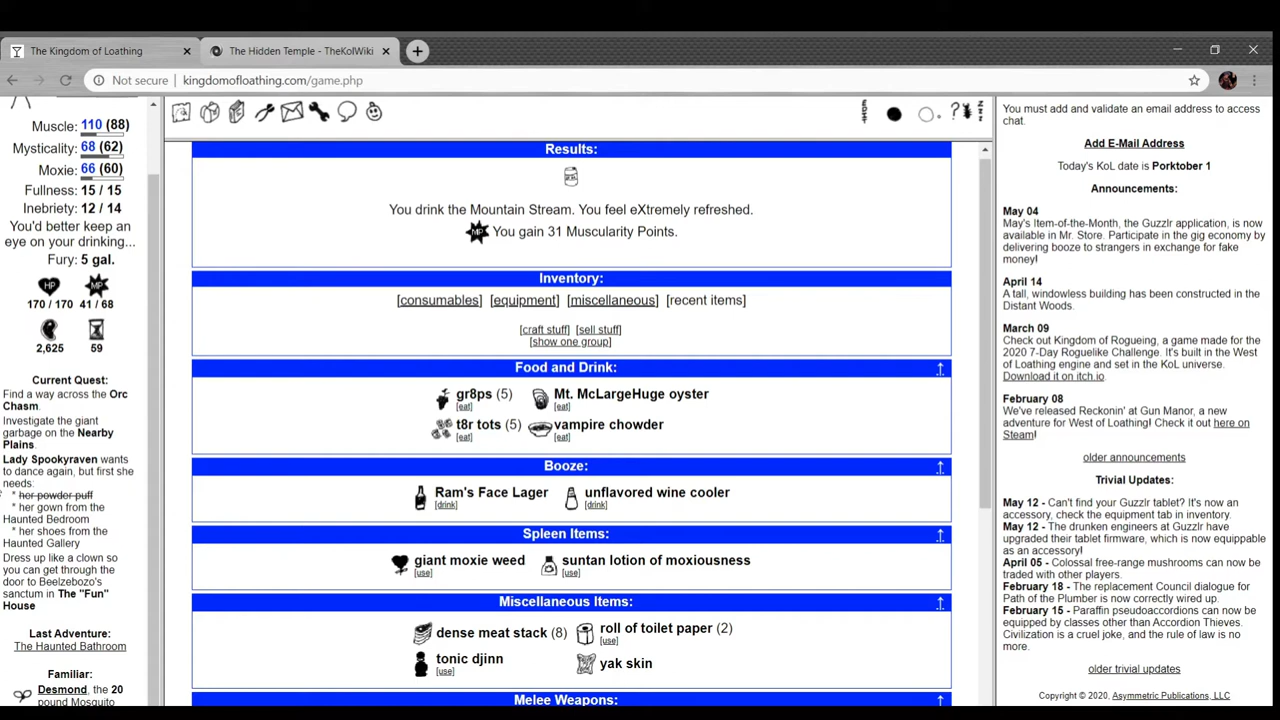 The Kingdom of Loathing
The Hidden Temple - TheKolWiki
Not secure | kingdomofloathing.com/game.php
Muscle: 110 (88)
Mysticality: 68 (62)
Moxie: 66 (60)
Fullness: 15 / 15
Inebriety: 12 / 14
You'd better keep an
eye on your drinking...
Fury: 5 gal.
HP
MP
170 / 170
41 / 68
2,625
59
Current Quest:
Find a way across the Orc
Chasm.
Investigate the giant
garbage on the Nearby
Plains.
Lady Spookyraven wants
to dance again, but first she
needs:
* her powder puff
* her gown from the
Haunted Bedroom
* her shoes from the
Haunted Gallery
Dress up like a clown so
you can get through the
door to Beelzebozo's
sanctum in The "Fun"
House
Last Adventure:
The Haunted Bathroom
Familiar:
Desmond, the 20
pound Mosquito
Results:
You drink the Mountain Stream. You feel eXtremely refreshed.
MP You gain 31 Muscularity Points.
Inventory:
[consumables] [equipment] [miscellaneous] [recent items]
[craft stuff] [sell stuff]
[show one group]
Food and Drink:
gr8ps (5)
[eat]
Mt. McLargeHuge oyster
[eat]
t8r tots (5)
[eat]
vampire chowder
[eat]
Booze:
Ram's Face Lager
[drink]
unflavored wine cooler
[drink]
Spleen Items:
giant moxie weed
[use]
suntan lotion of moxiousness
[use]
Miscellaneous Items:
dense meat stack (8)
roll of toilet paper (2)
[use]
tonic djinn
[use]
yak skin
Melee Weapons:
You must add and validate an email address to access
chat.
Add E-Mail Address
Today's KoL date is Porktober 1
Announcements:
May 04
May's Item-of-the-Month, the Guzzlr application, is now
available in Mr. Store. Participate in the gig economy by
delivering booze to strangers in exchange for fake
money!
April 14
A tall, windowless building has been constructed in the
Distant Woods.
March 09
Check out Kingdom of Rogueing, a game made for the
2020 7-Day Roguelike Challenge. It's built in the West
of Loathing engine and set in the KoL universe.
Download it on itch.io.
February 08
We've released Reckonin' at Gun Manor, a new
adventure for West of Loathing! Check it out here on
Steam!
older announcements
Trivial Updates:
May 12 - Can't find your Guzzlr tablet? It's now an
accessory, check the equipment tab in inventory.
May 12 - The drunken engineers at Guzzlr have
upgraded their tablet firmware, which is now equippable
as an accessory!
April 05 - Colossal free-range mushrooms can now be
traded with other players.
February 18 - The replacement Council dialogue for
Path of the Plumber is now correctly wired up.
February 15 - Paraffin pseudoaccordions can now be
equipped by classes other than Accordion Thieves.
Civilization is a cruel joke, and the rule of law is no
more.
older trivial updates
Copyright © 2020, Asymmetric Publications, LLC